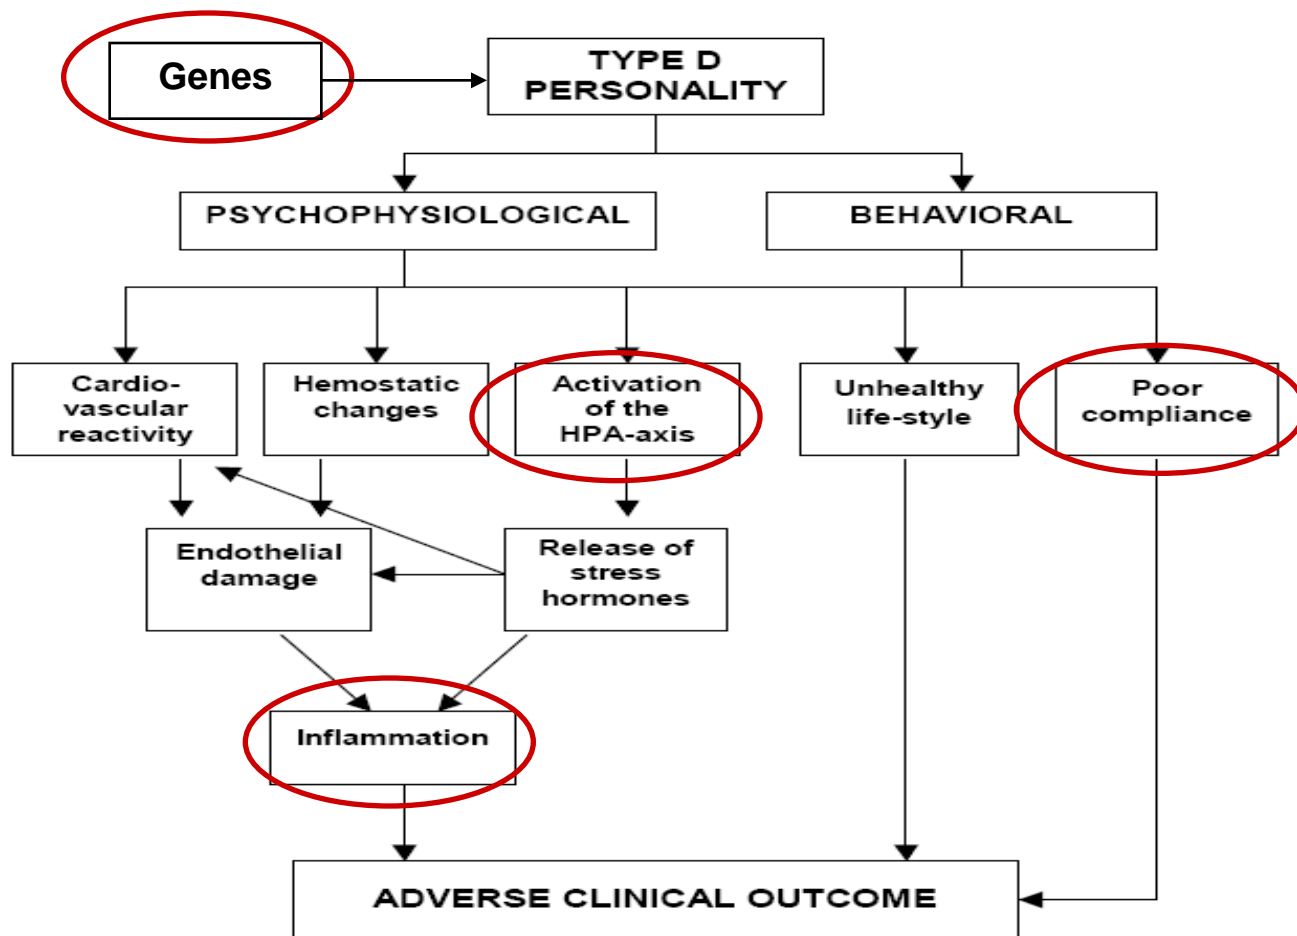 Genes
TYPE D
PERSONALITY
PSYCHOPHYSIOLOGICAL
BEHAVIORAL
Cardio-
vascular
reactivity
Hemostatic
changes
Activation
of the
HPA-axis
Unhealthy
life-style
Poor
compliance
Endothelial
damage
Release of
stress
hormones
Inflammation
ADVERSE CLINICAL OUTCOME